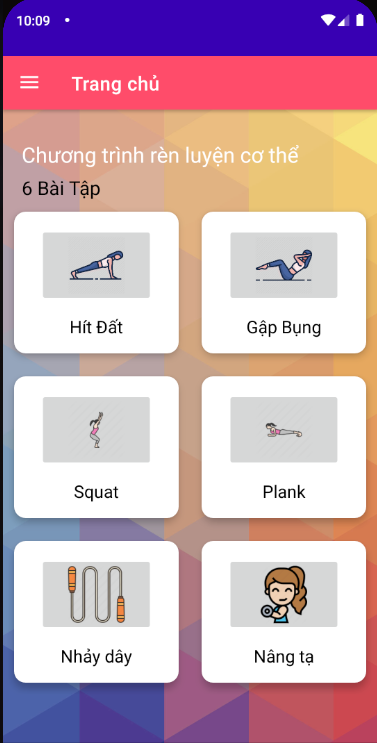 10:09
Trang chủ
Chương trình rèn luyện cơ thể
6 Bài Tập
Hít Đất
Gập Bụng
Squat
Plank
Nhảy dây
Nâng tạ